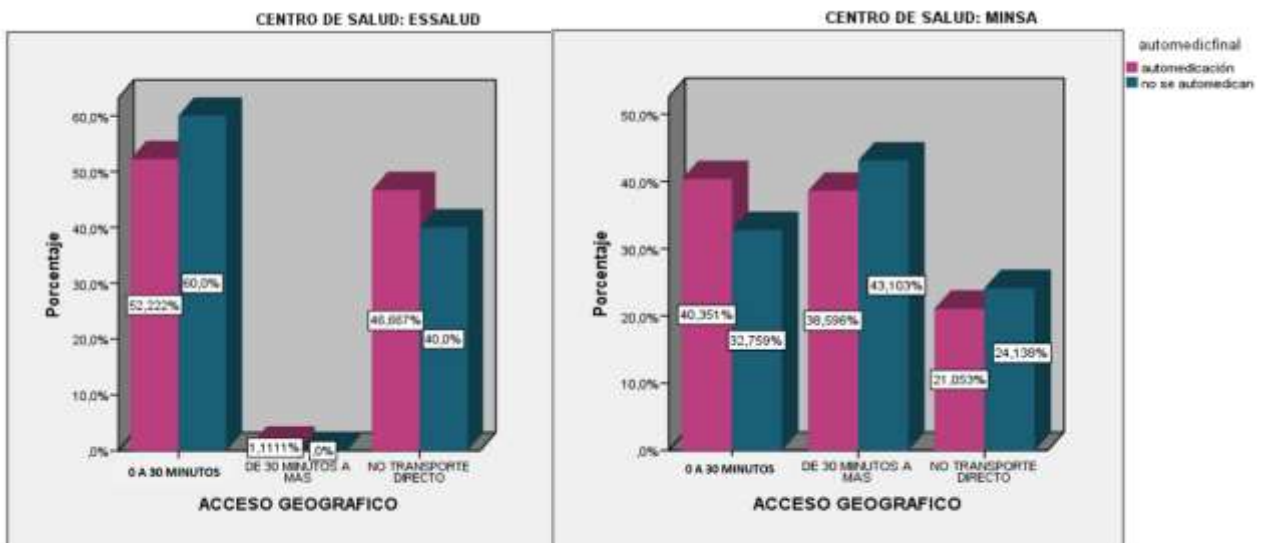 CENTRO DE SALUD: ESSALUD
60,0%
50,0%
40,0%
30,0%
20,0%
10,0%
,0%
Porcentaje
52,222%
60,0%
1,1111%
,0%
46,667%
40,0%
0 A 30 MINUTOS
DE 30 MIINUTOS A
MAS
NO TRANSPORTE
DIRECTO
ACCESO GEOGRAFICO
CENTRO DE SALUD: MINSA
50,0%
40,0%
30,0%
20,0%
10,0%
,0%
Porcentaje
40,351%
32,759%
38,596%
43,103%
21,053%
24,138%
0 A 30 MINUTOS
DE 30 MIINUTOS A
MAS
NO TRANSPORTE
DIRECTO
ACCESO GEOGRAFICO
automedicfinal
automedicación
no se automedican